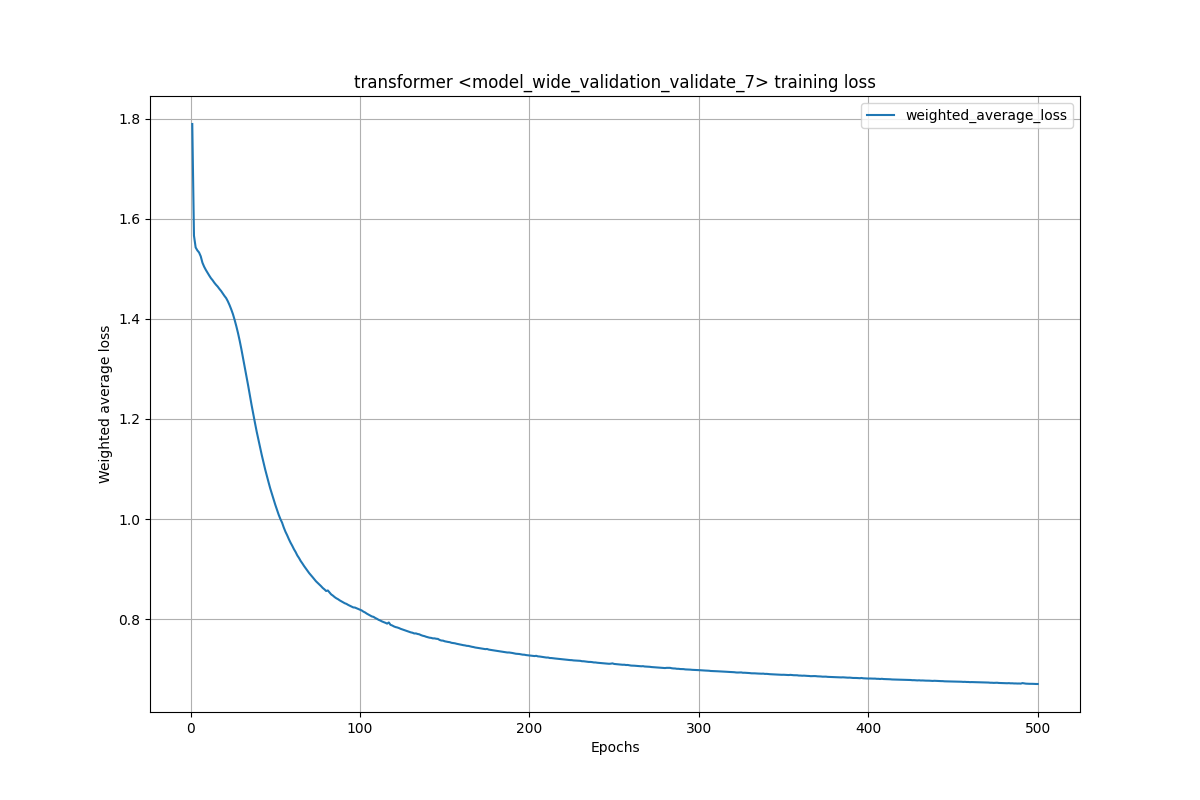 transformer <model_wide_validation_validate_7> training loss
weighted_average_loss
1.8
1.6
1.4
1.2
1.0
0.8
Weighted average loss
0 100 200 300 400 500
Epochs